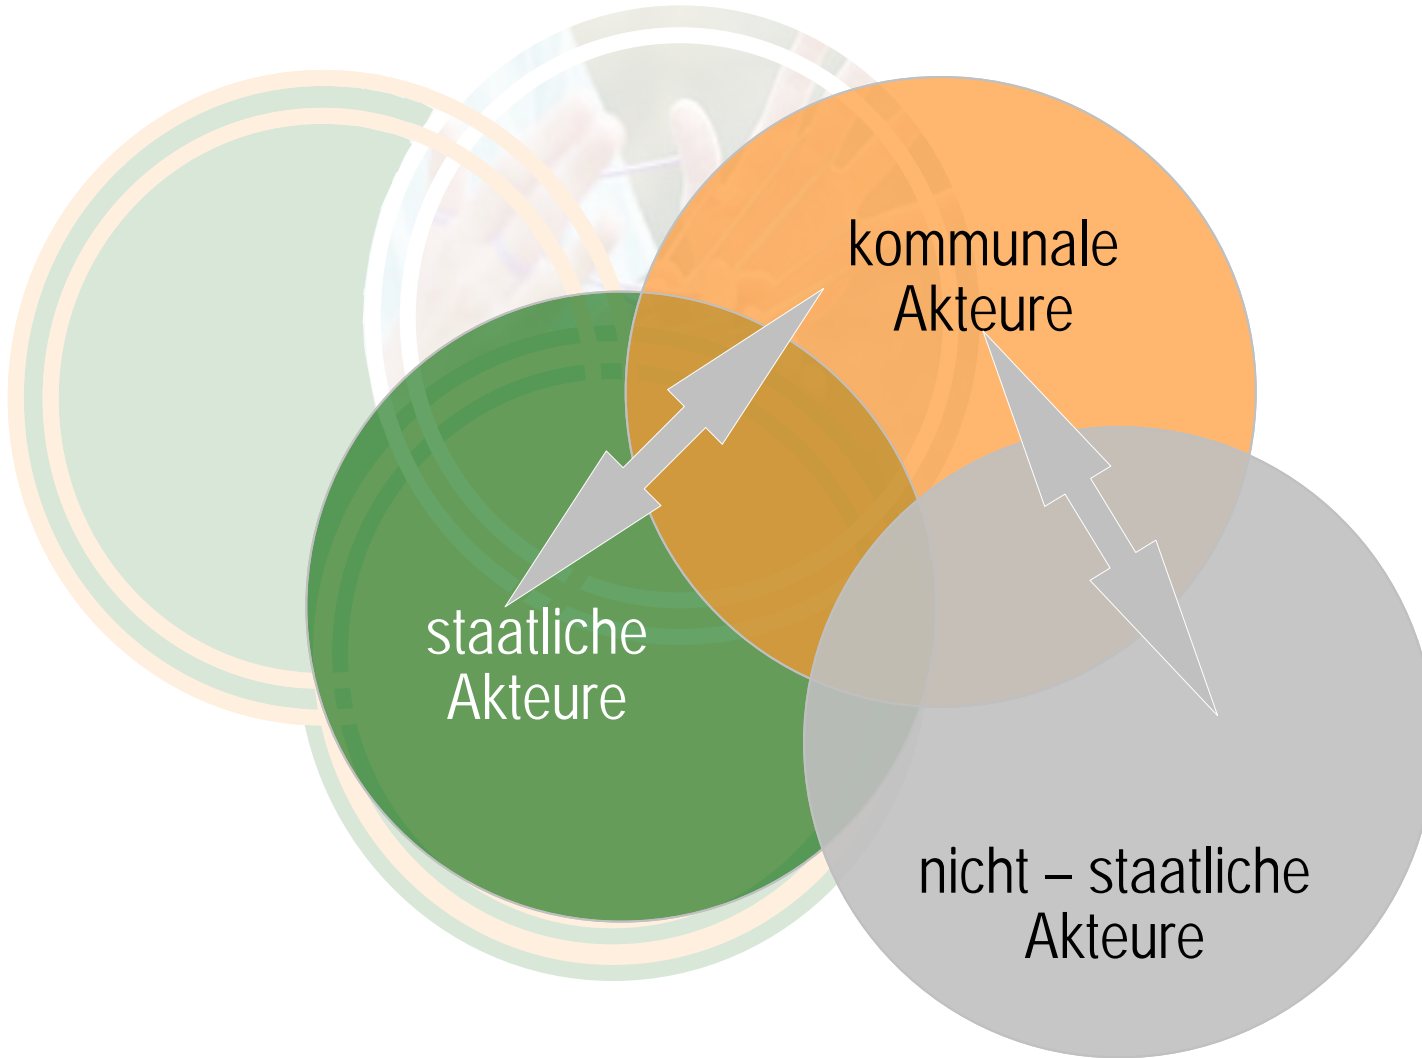 kommunale
Akteure
staatliche
Akteure
nicht – staatliche
Akteure